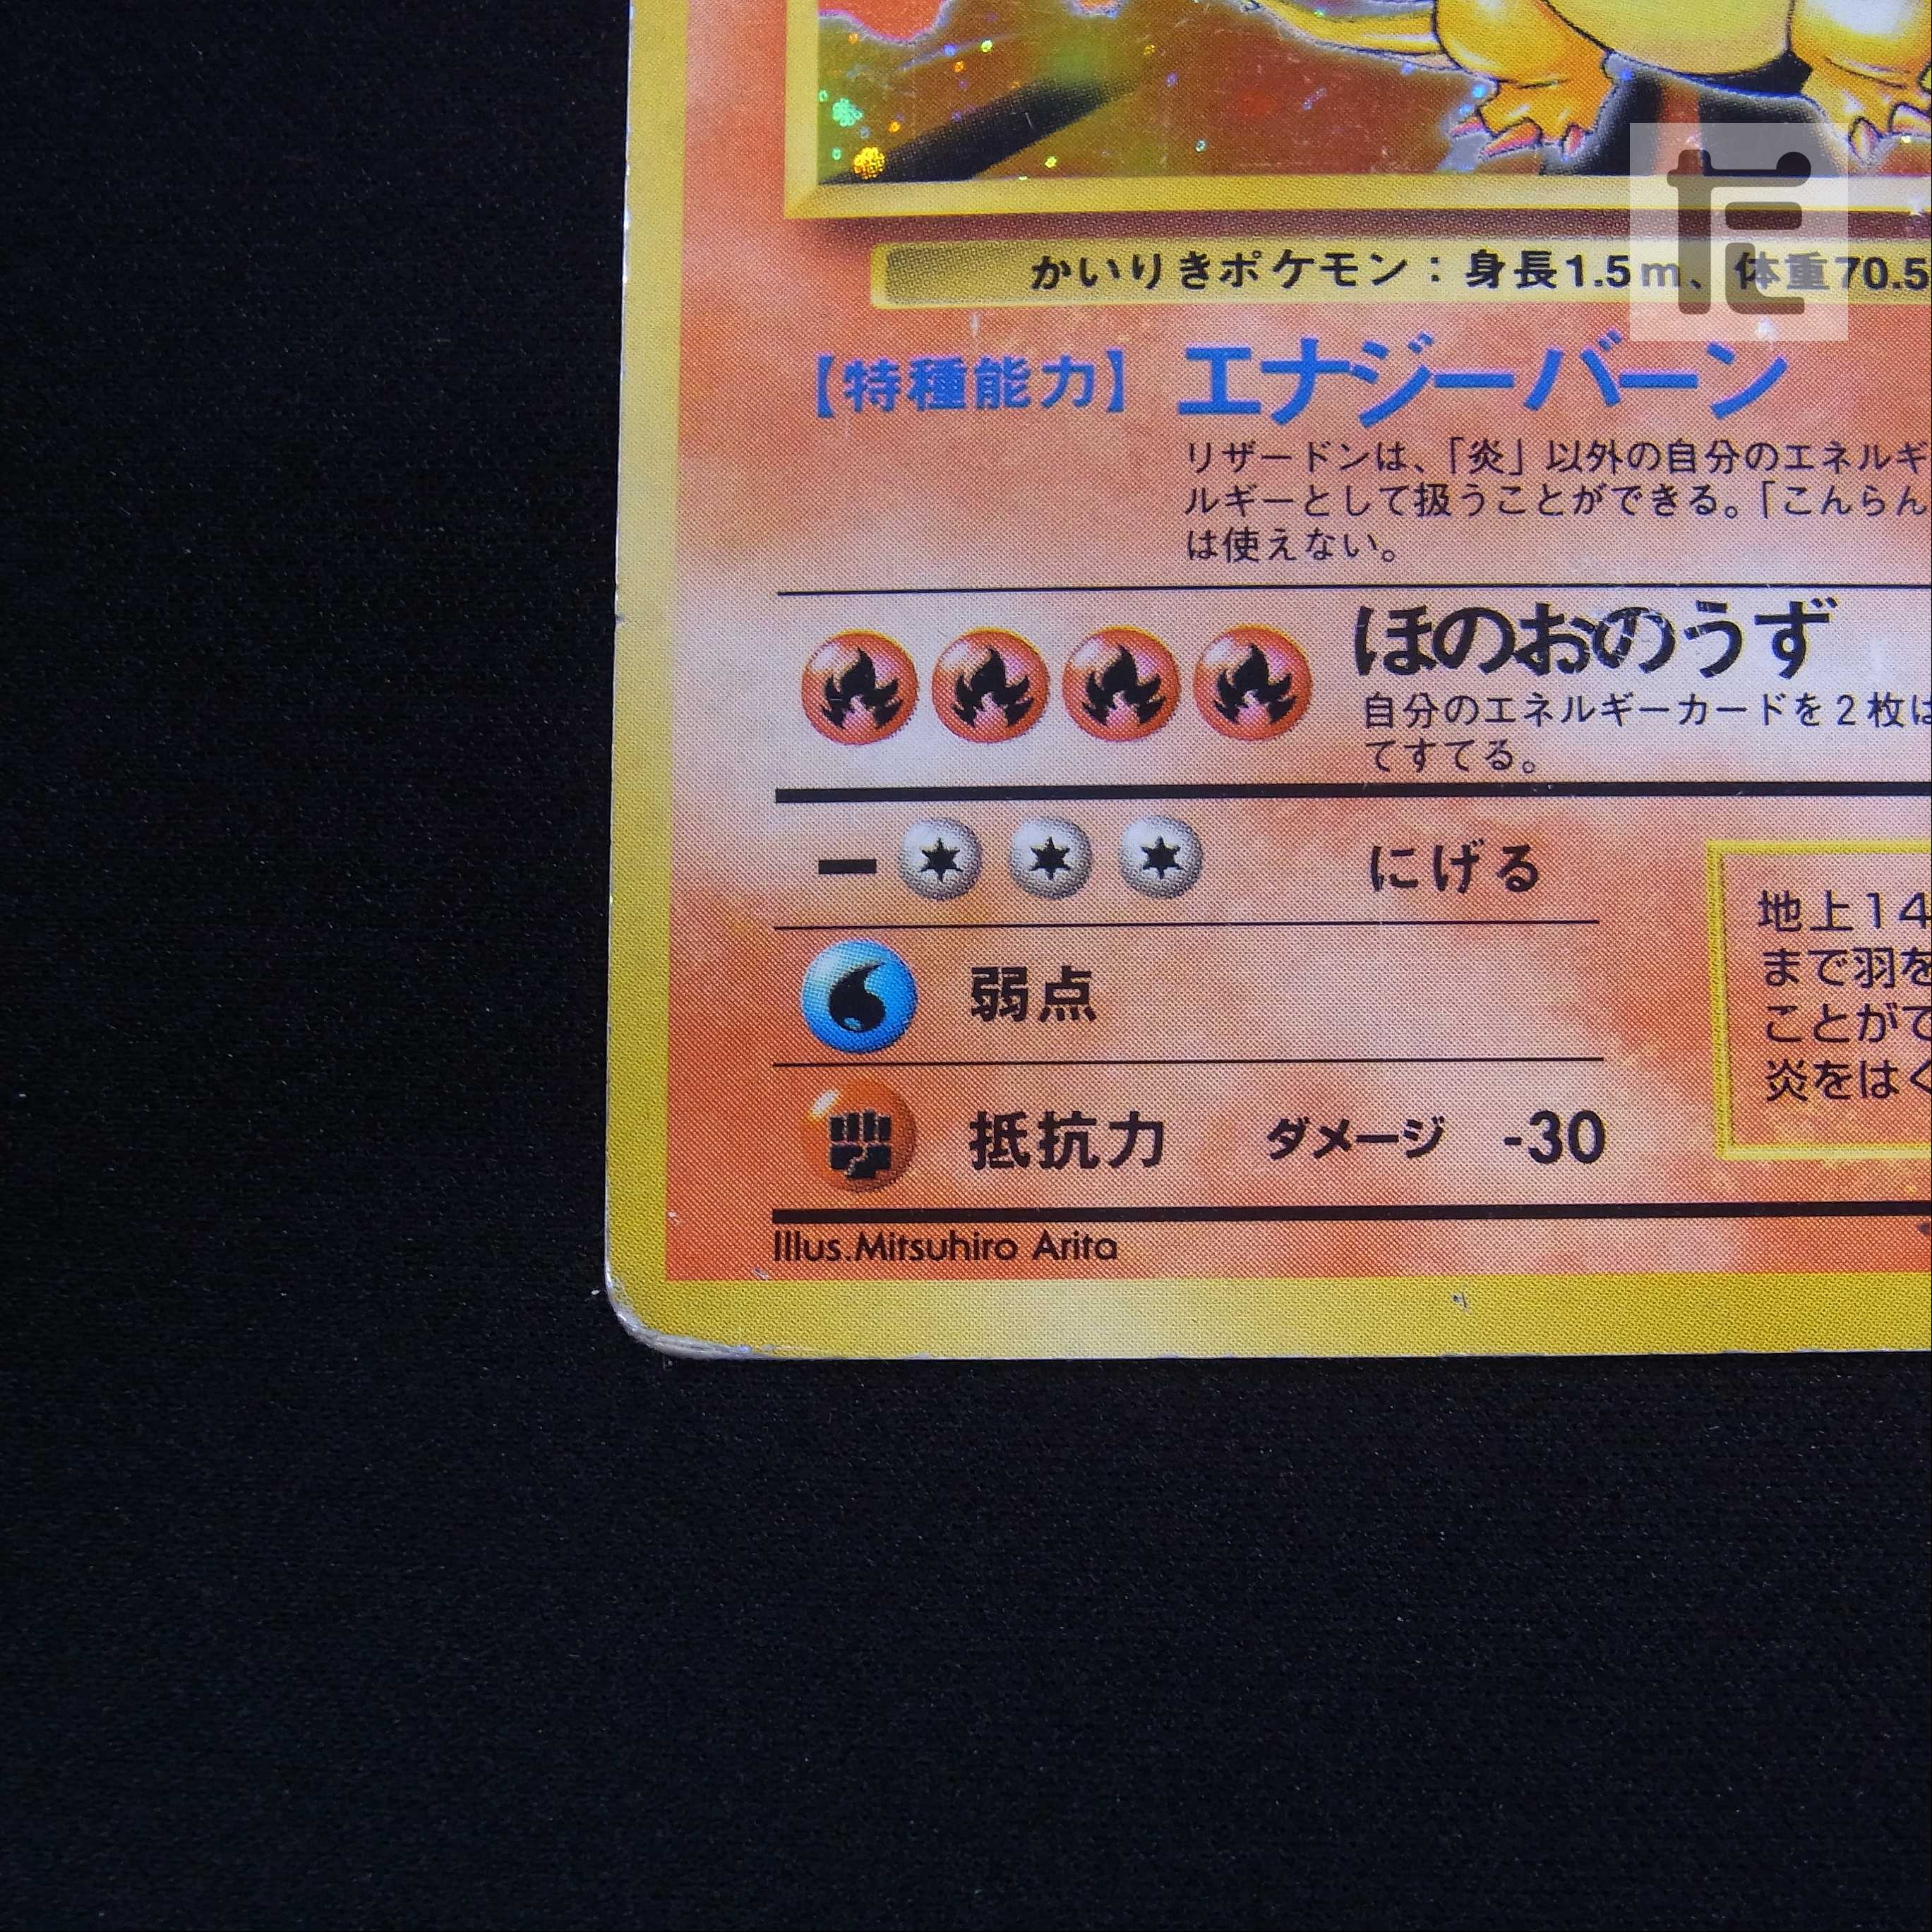 かいりきポケモン：身長1.5m、体重70.5
【特種能力】 エナジーバーン
リザードンは、「炎」以外の自分のエネルギ
ルギーとして扱うことができる。「こんらん
は使えない。
ほのおのうず
自分のエネルギーカードを2枚は
てすてる。
にげる
弱点
抵抗力 ダメージ -30
地上14
まで羽を
ことがで
炎をはく
Illus.Mitsuhiro Arita